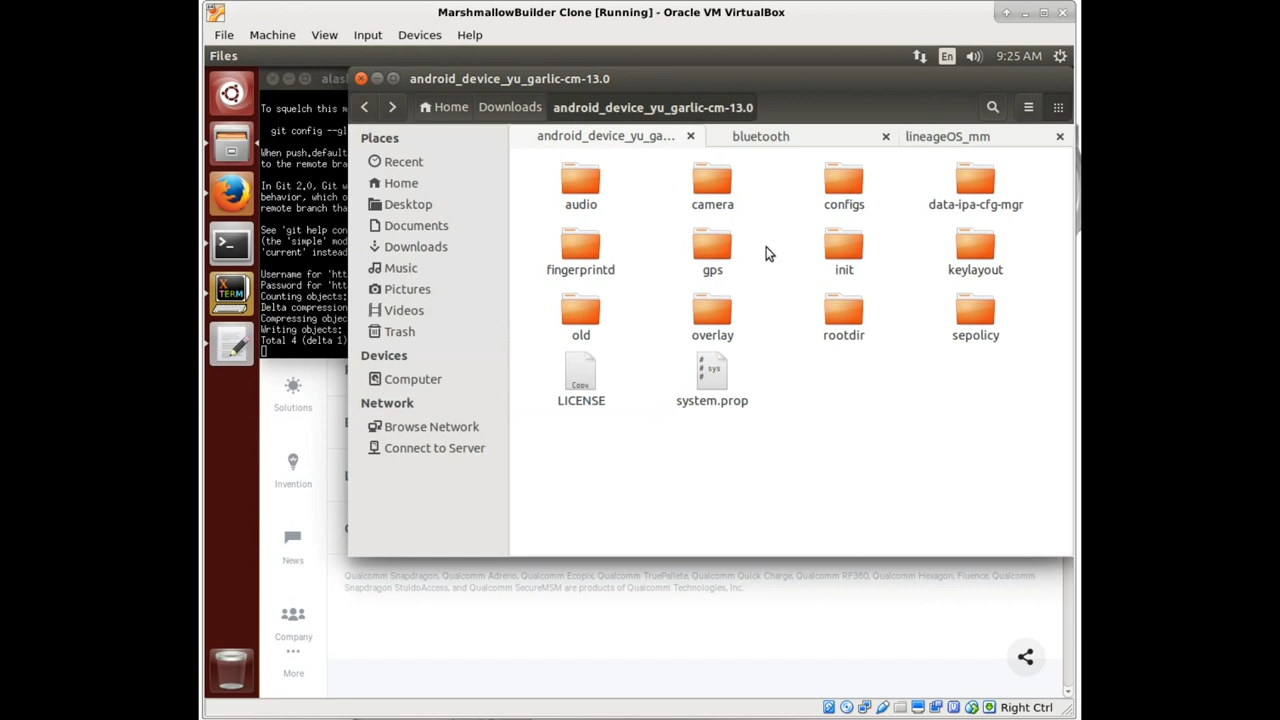 MarshmallowBuilder Clone [Running] - Oracle VM VirtualBox
File Machine View Input Devices Help
Files
En
9:25 AM
alas
android_device_yu_garlic-cm-13.0
Home Downloads android_device_yu_garlic-cm-13.0
To squelch this m
git config --gl
When push.default
to the remote bra
In Git 2.0, Git w
behavior, which o
remote branch tha
See 'git help con
(the 'simple' mod
'current' instead
Username for 'htt
Password for 'htt
Counting objects:
Delta compression
Compressing objec
Writing objects:
Total 4 (delta 1)
XTERM
Places
Recent
Home
Desktop
Documents
Downloads
Music
Pictures
Videos
Trash
Devices
Computer
Network
Browse Network
Connect to Server
android_device_yu_ga... bluetooth lineageOS_mm
audio camera configs data-ipa-cfg-mgr
fingerprintd gps init keylayout
old overlay rootdir sepolicy
Copy
# sys
#
#
LICENSE system.prop
Solutions
Invention
News
Company
More
Qualcomm Snapdragon, Qualcomm Adreno, Qualcomm Ecopix, Qualcomm TruePallete, Qualcomm Quick Charge, Qualcomm RF360, Qualcomm Hexagon, Fluence, Qualcomm
Snapdragon StuidoAccess, and Qualcomm SecureMSM are products of Qualcomm Technologies, Inc.
Right Ctrl